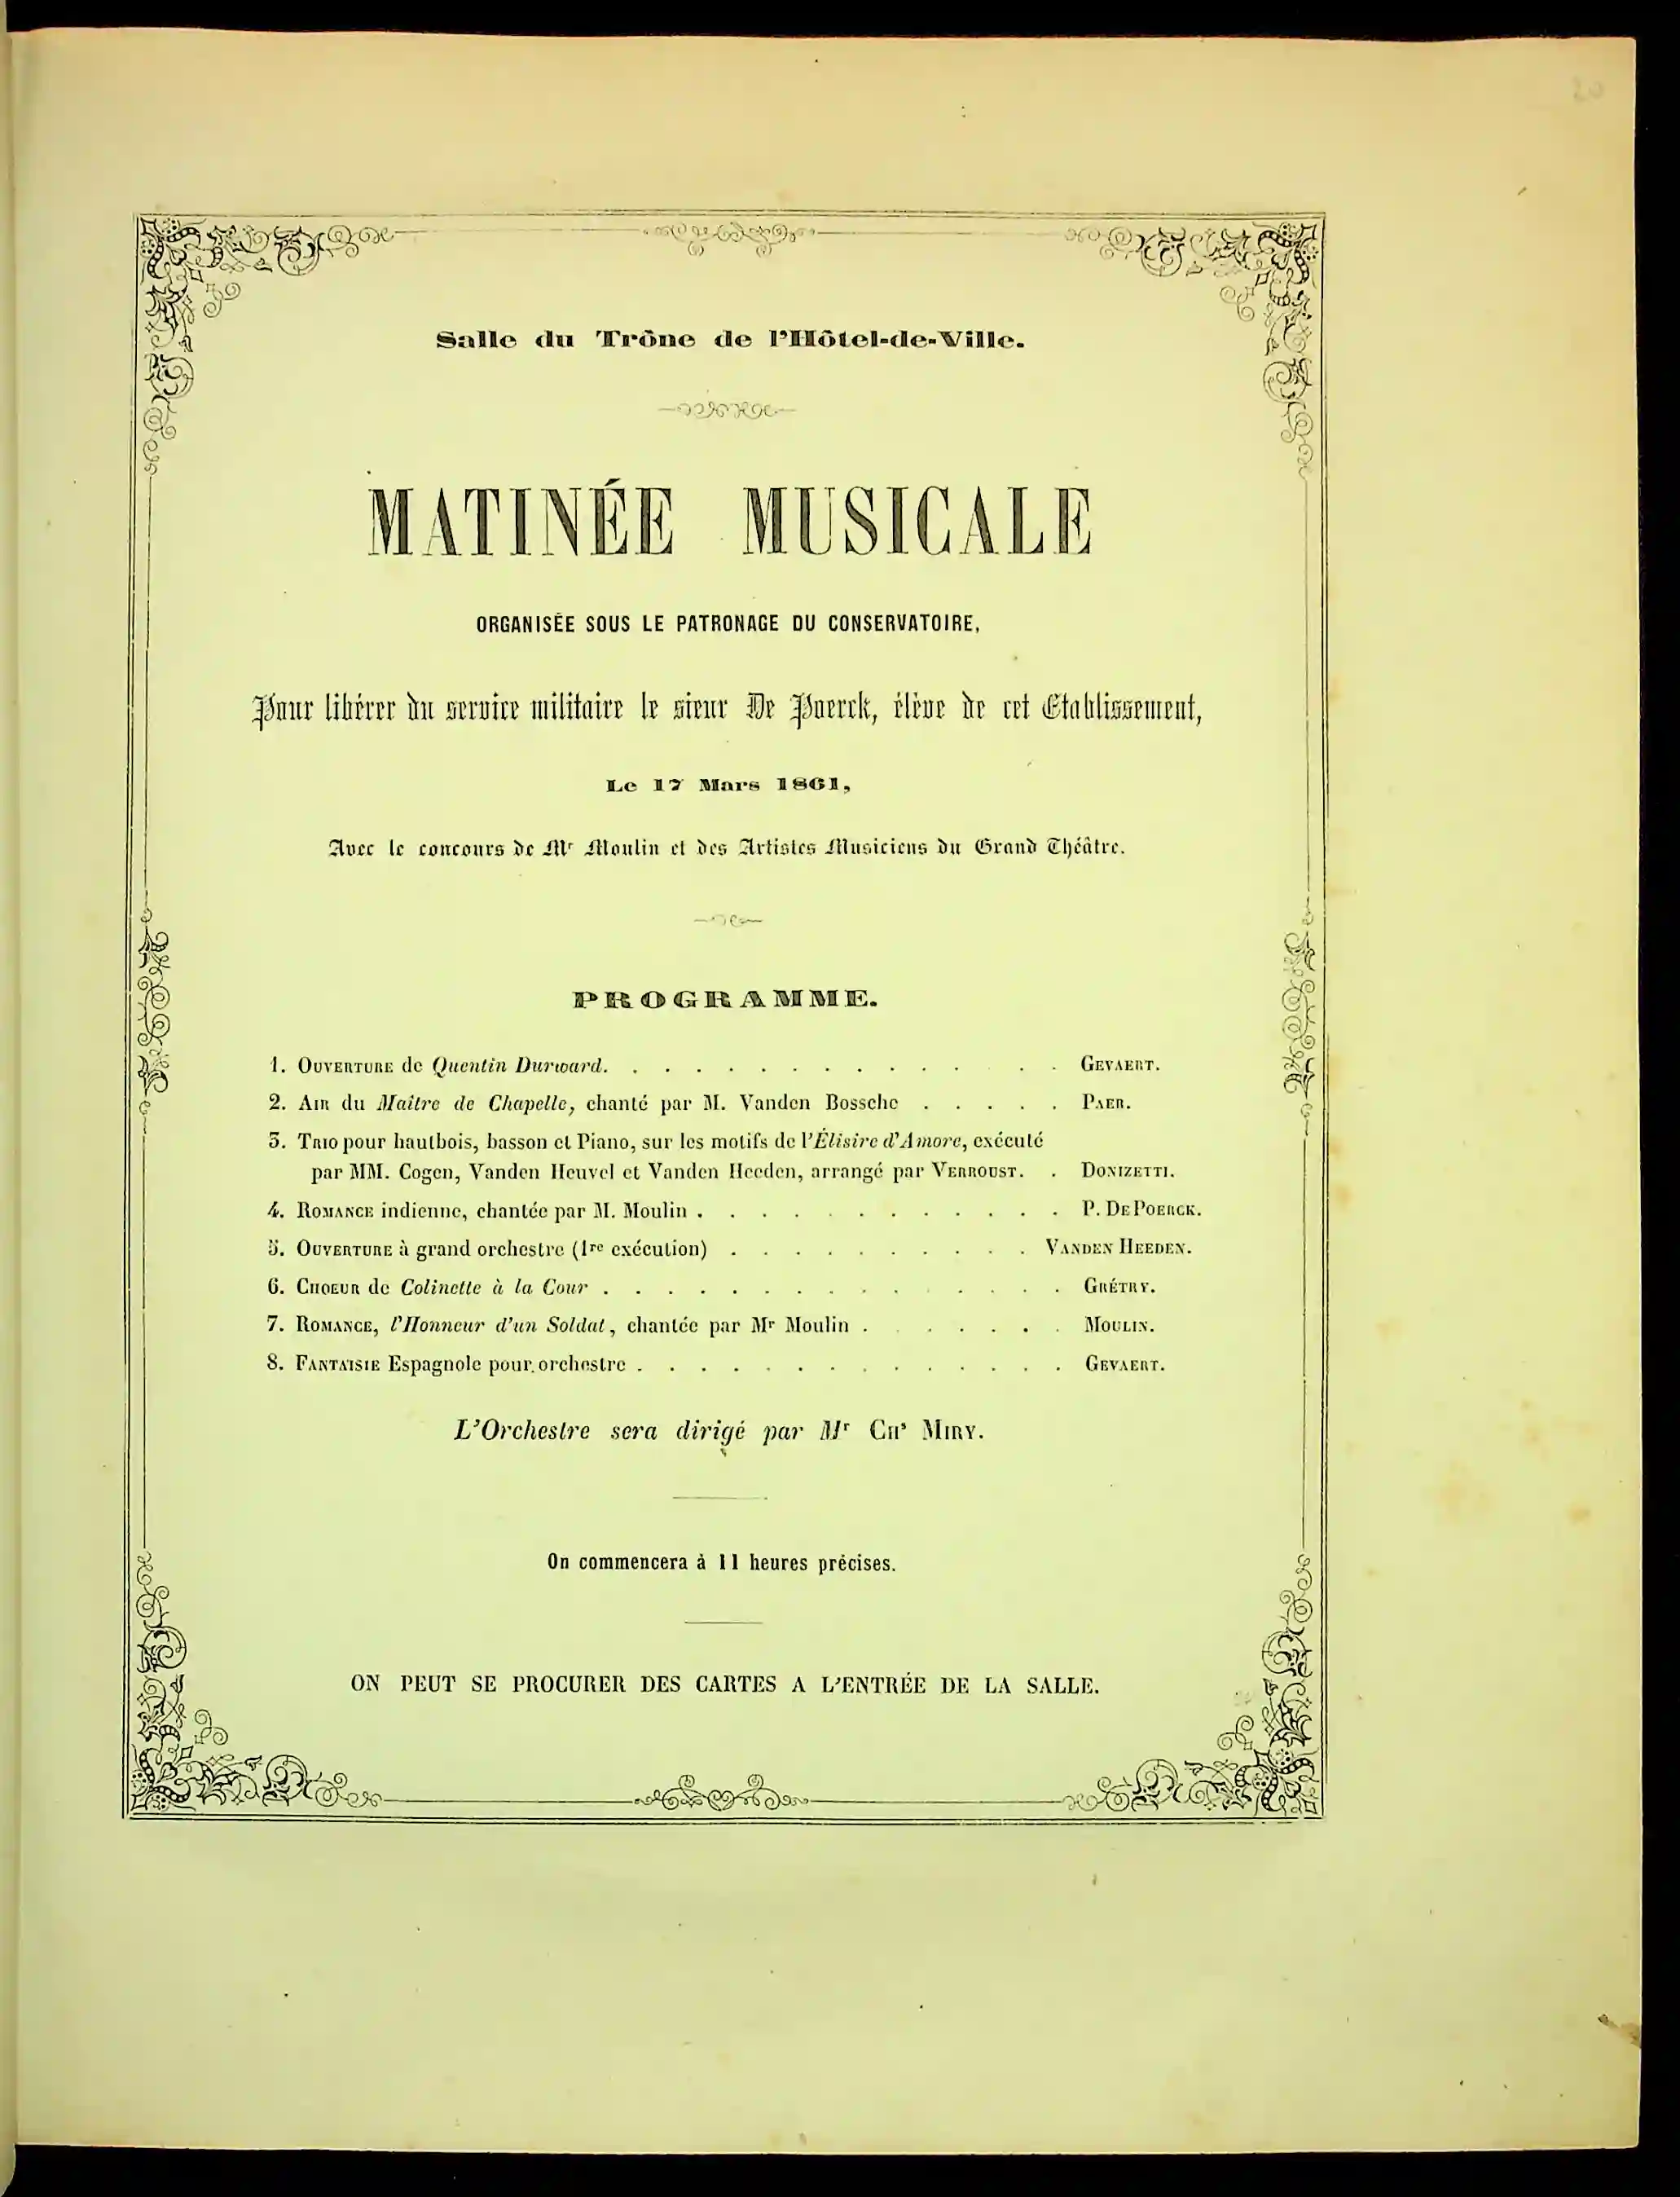 Salle du Trône de l'Hôtel-de-Ville.
MATINÉE MUSICALE
ORGANISÉE SOUS LE PATRONAGE DU CONSERVATOIRE,
Pour libérer du service militaire le sieur De Poerck, élève de cet Etablissement,
Le 17 Mars 1861,
Avec le concours de Mr Moulin et des Artistes Musiciens du Grand Théâtre.
PROGRAMME.
1. OUVERTURE de Quentin Durward. . . . . . . . . . . . . . . GEVAERT.
2. AIR du Maître de Chapelle, chanté par M. Vanden Bossche . . . . . PAER.
3. TRIO pour hautbois, basson et Piano, sur les motifs de l'Élisire d'Amore, exécuté
par MM. Cogen, Vanden Heuvel et Vanden Heeden, arrangé par VERROUST. . DONIZETTI.
4. ROMANCE indienne, chantée par M. Moulin . . . . . . . . . . . . P. DE POERCK.
5. OUVERTURE à grand orchestre (1re exécution) . . . . . . . . . . VANDEN HEEDEN.
6. CHOEUR de Colinette à la Cour . . . . . . . . . . . . . . . GRÉTRY.
7. ROMANCE, l'Honneur d'un Soldat, chantée par Mr Moulin . . . . . . . MOULIN.
8. FANTAISIE Espagnole pour orchestre . . . . . . . . . . . . . . GEVAERT.
L'Orchestre sera dirigé par Mr CHs MIRY.
On commencera à 11 heures précises.
ON PEUT SE PROCURER DES CARTES A L'ENTRÉE DE LA SALLE.